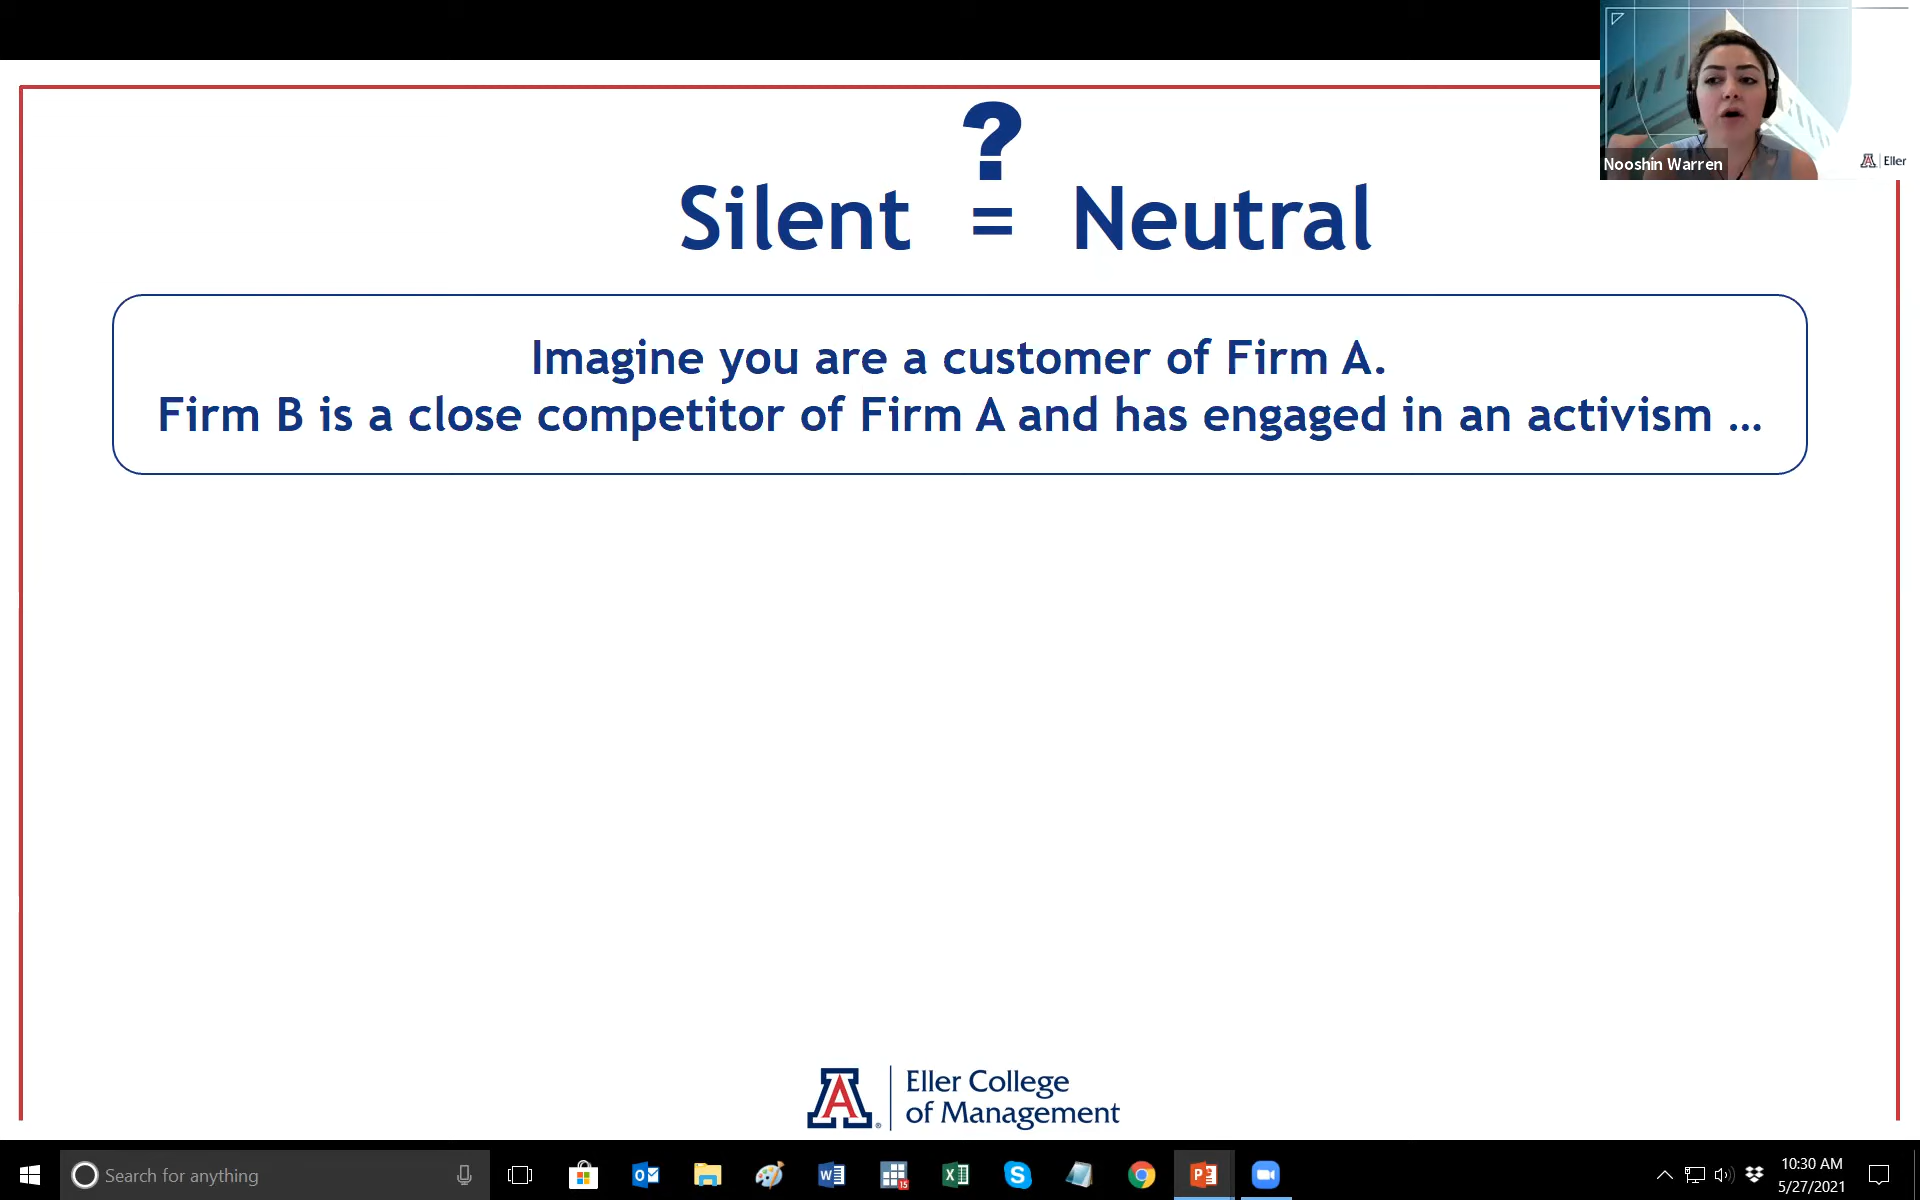 ?
Silent = Neutral
Nooshin Warren
A Eller
Imagine you are a customer of Firm A.
Firm B is a close competitor of Firm A and has engaged in an activism ...
A
Eller College
of Management
Search for anything
15
10:30 AM
5/27/2021